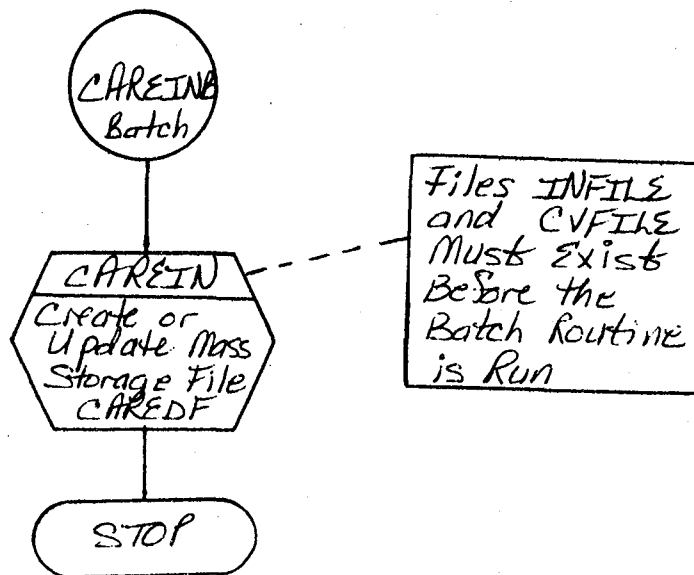 CAREINB
Batch
CAREIN
Create or
Update Mass
Storage File
CAREDF
STOP
Files INFILE
and CVFILE
Must Exist
Before the
Batch Routine
is Run